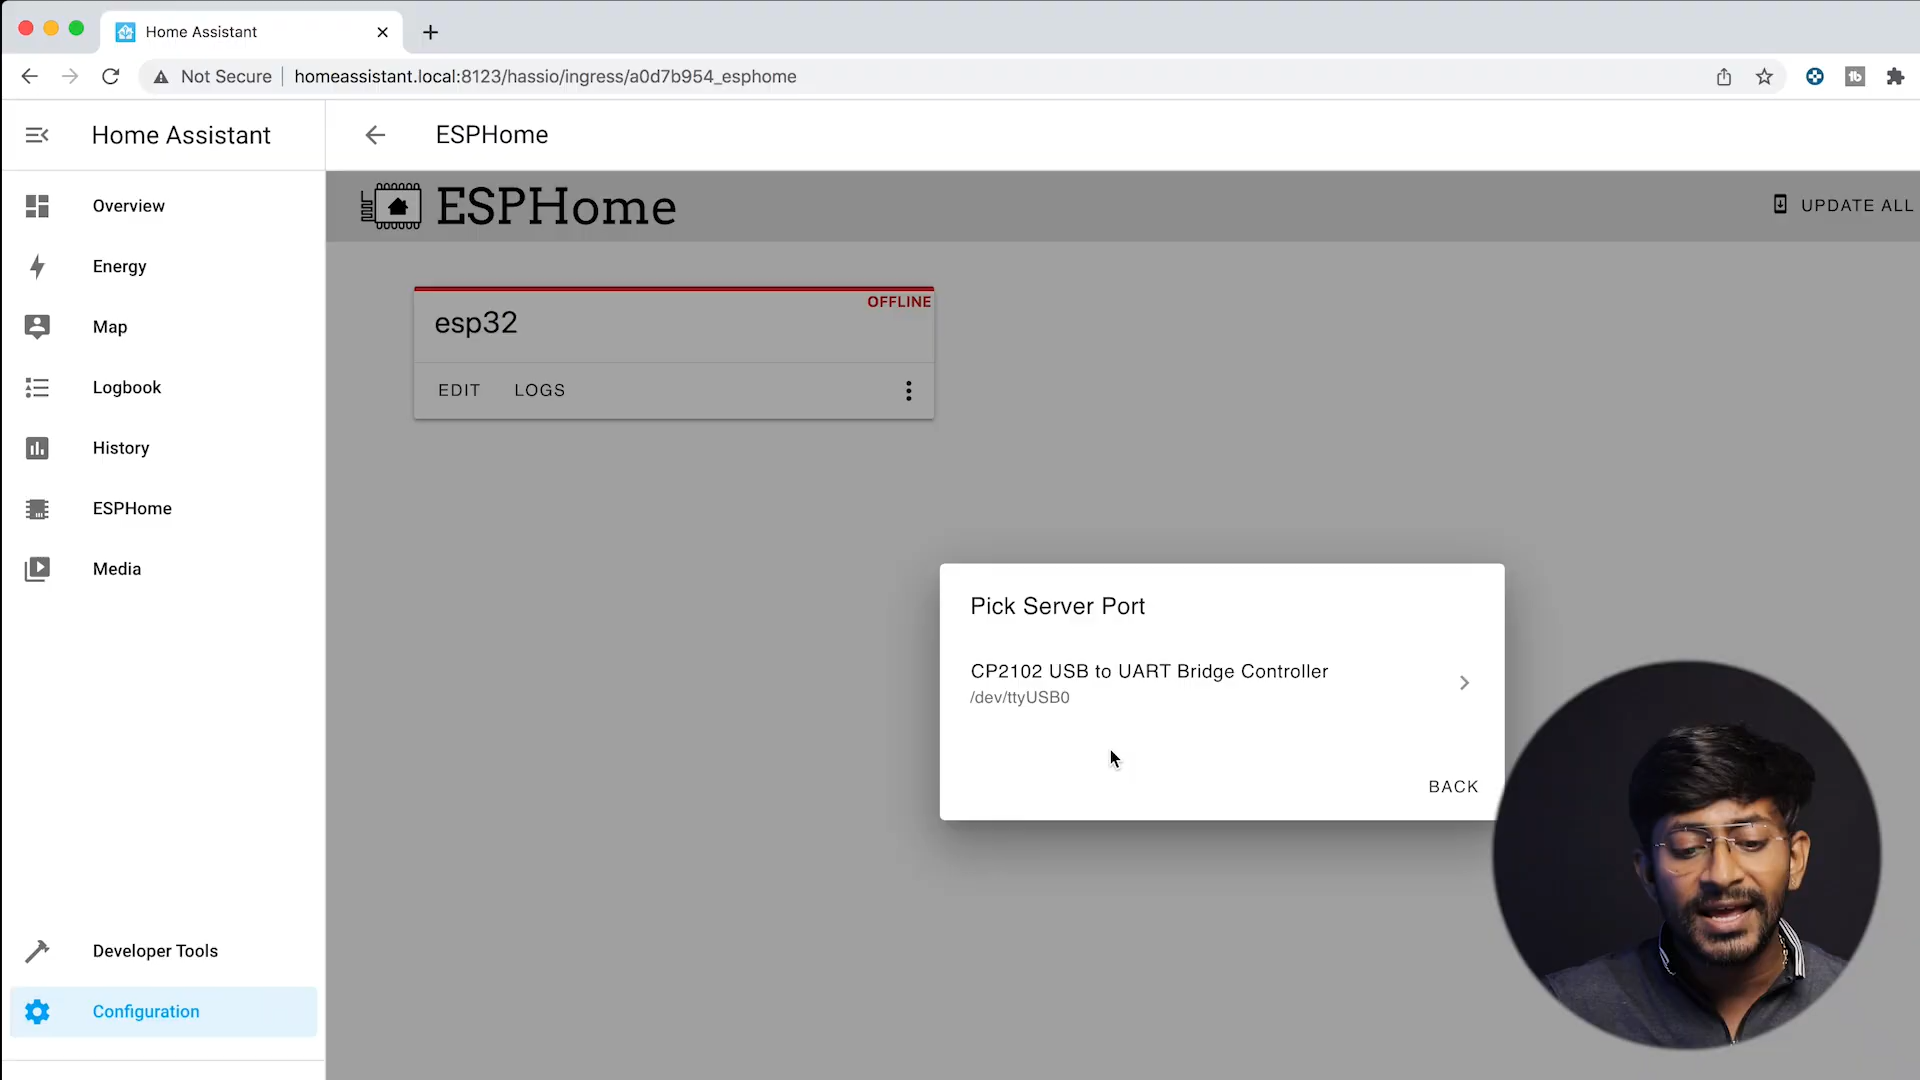 Home Assistant
Not Secure
homeassistant.local:8123/hassio/ingress/a0d7b954_esphome
tb
Home Assistant
ESPHome
Overview
Energy
Map
Logbook
History
ESPHome
Media
Developer Tools
Configuration
ESPHome
UPDATE ALL
OFFLINE
esp32
EDIT
LOGS
Pick Server Port
CP2102 USB to UART Bridge Controller
/dev/ttyUSB0
BACK